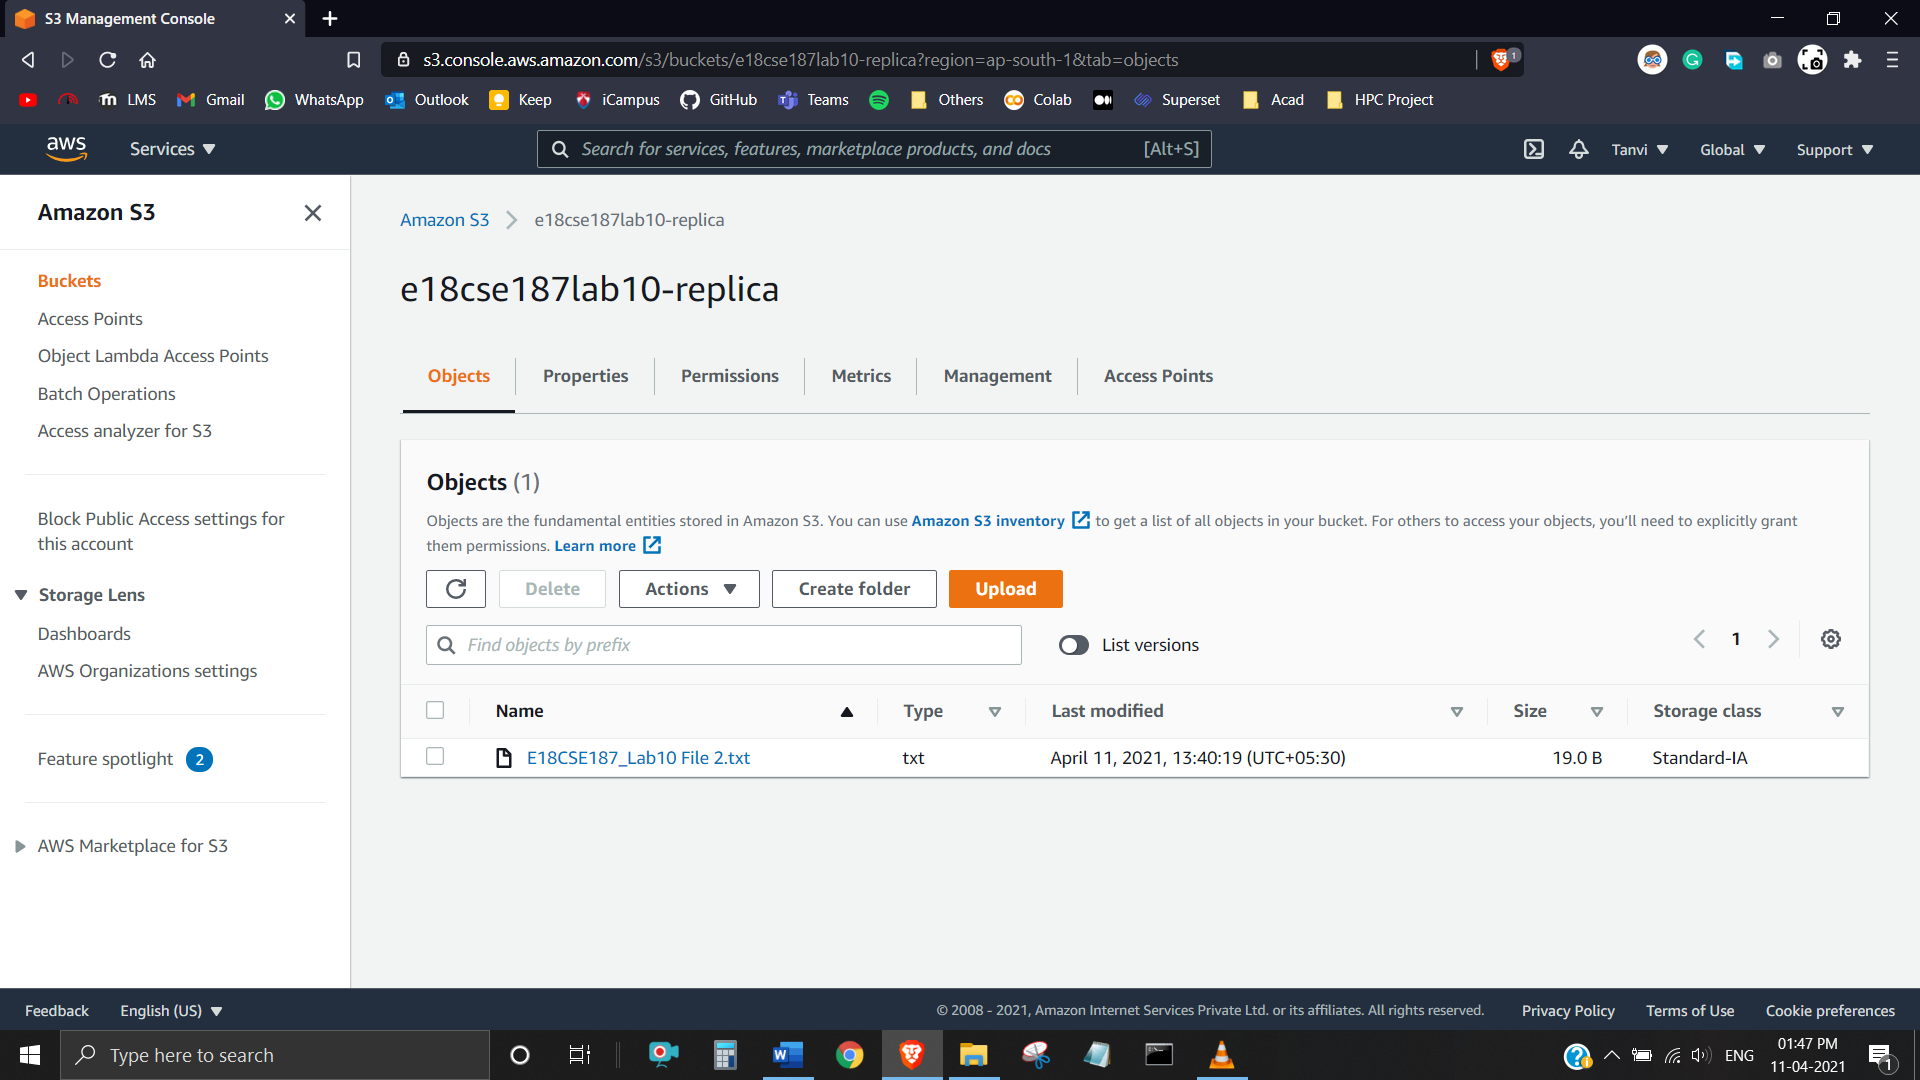 S3 Management Console
s3.console.aws.amazon.com/s3/buckets/e18cse187lab10-replica?region=ap-south-1&tab=objects
1
LMS Gmail WhatsApp Outlook Keep iCampus GitHub Teams Others Colab Superset Acad HPC Project
aws Services Search for services, features, marketplace products, and docs [Alt+S] Tanvi Global Support
Amazon S3
Buckets
Access Points
Object Lambda Access Points
Batch Operations
Access analyzer for S3
Block Public Access settings for
this account
Storage Lens
Dashboards
AWS Organizations settings
Feature spotlight 2
AWS Marketplace for S3
Amazon S3 e18cse187lab10-replica
e18cse187lab10-replica
Objects Properties Permissions Metrics Management Access Points
Objects (1)
Objects are the fundamental entities stored in Amazon S3. You can use Amazon S3 inventory to get a list of all objects in your bucket. For others to access your objects, you'll need to explicitly grant
them permissions. Learn more
Delete Actions Create folder Upload
Find objects by prefix List versions 1
Name Type Last modified Size Storage class
E18CSE187_Lab10 File 2.txt txt April 11, 2021, 13:40:19 (UTC+05:30) 19.0 B Standard-IA
Feedback English (US) © 2008 - 2021, Amazon Internet Services Private Ltd. or its affiliates. All rights reserved. Privacy Policy Terms of Use Cookie preferences
Type here to search ENG 01:47 PM
11-04-2021 1